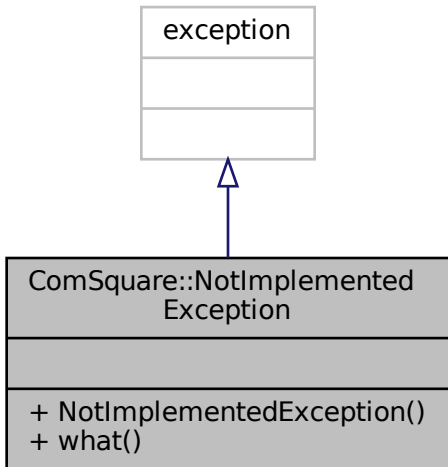 exception
ComSquare::NotImplemented
Exception
+ NotImplementedException()
+ what()